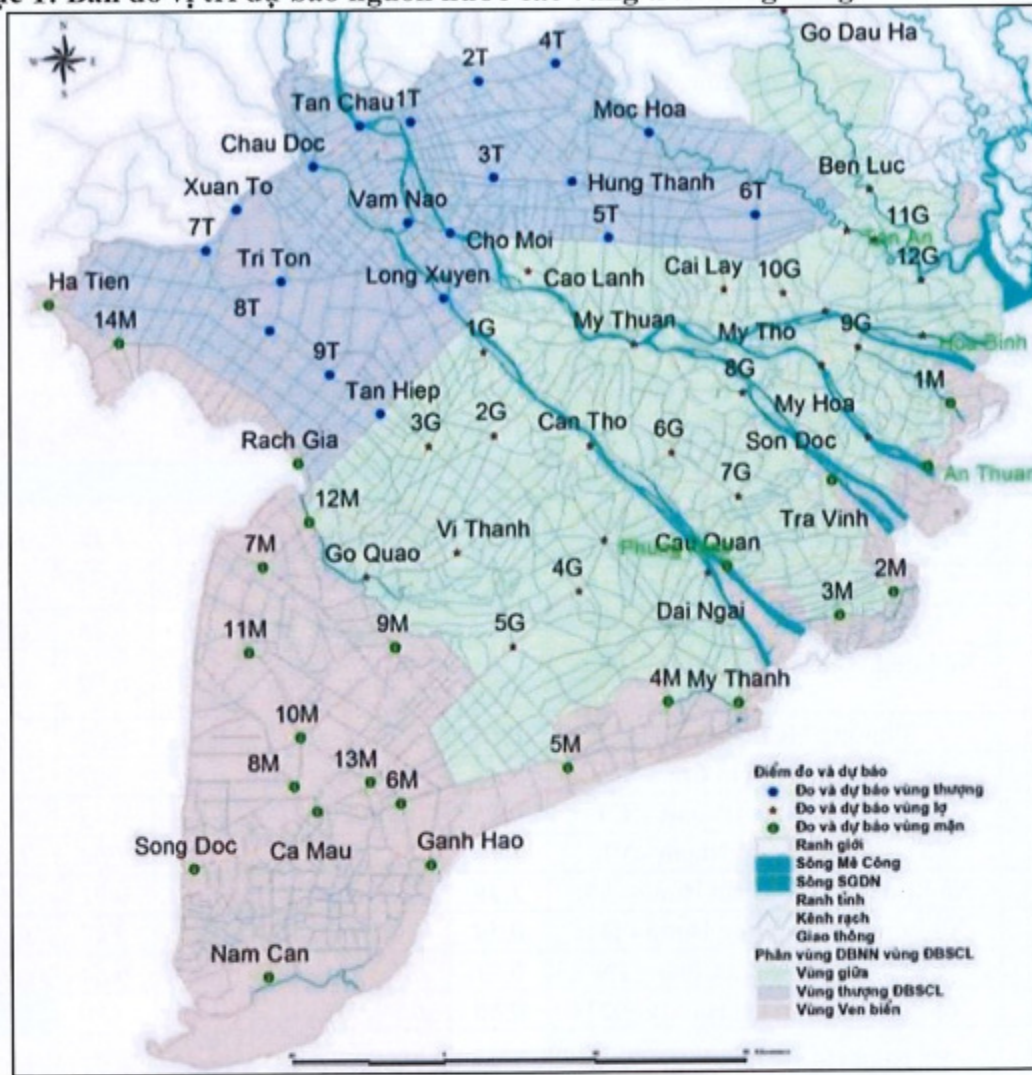 Go Dau Ha
4T
2T
Tan Chau
1T
Moc Hoa
Chau Doc
3T
Ben Luc
Xuan To
Hung Thanh
Vam Nao
6T
11G
5T
7T
Cho Moi
Tan An
Tri Ton
12G
Ha Tien
Long Xuyen
Cao Lanh
Cai Lay
10G
8T
My Thuan
My Tho
14M
1G
9G
Hoa Binh
9T
8G
1M
Tan Hiep
My Hoa
3G
2G
Can Tho
6G
Rach Gia
Son Doc
7G
An Thuan
12M
Tra Vinh
Vi Thanh
7M
Go Quao
Cau Quan
4G
2M
3M
Dai Ngai
11M
9M
5G
4M
My Thanh
10M
8M
13M
6M
5M
Song Doc
Ca Mau
Ganh Hao
Nam Can
Điểm đo và dự báo
Đo và dự báo vùng thượng
Đo và dự báo vùng lợ
Đo và dự báo vùng mặn
Ranh giới
Sông Mê Công
Sông SGDN
Ranh tỉnh
Kênh rạch
Giao thông
Phân vùng DBNN vùng ĐBSCL
Vùng giữa
Vùng thượng ĐBSCL
Vùng Ven biển